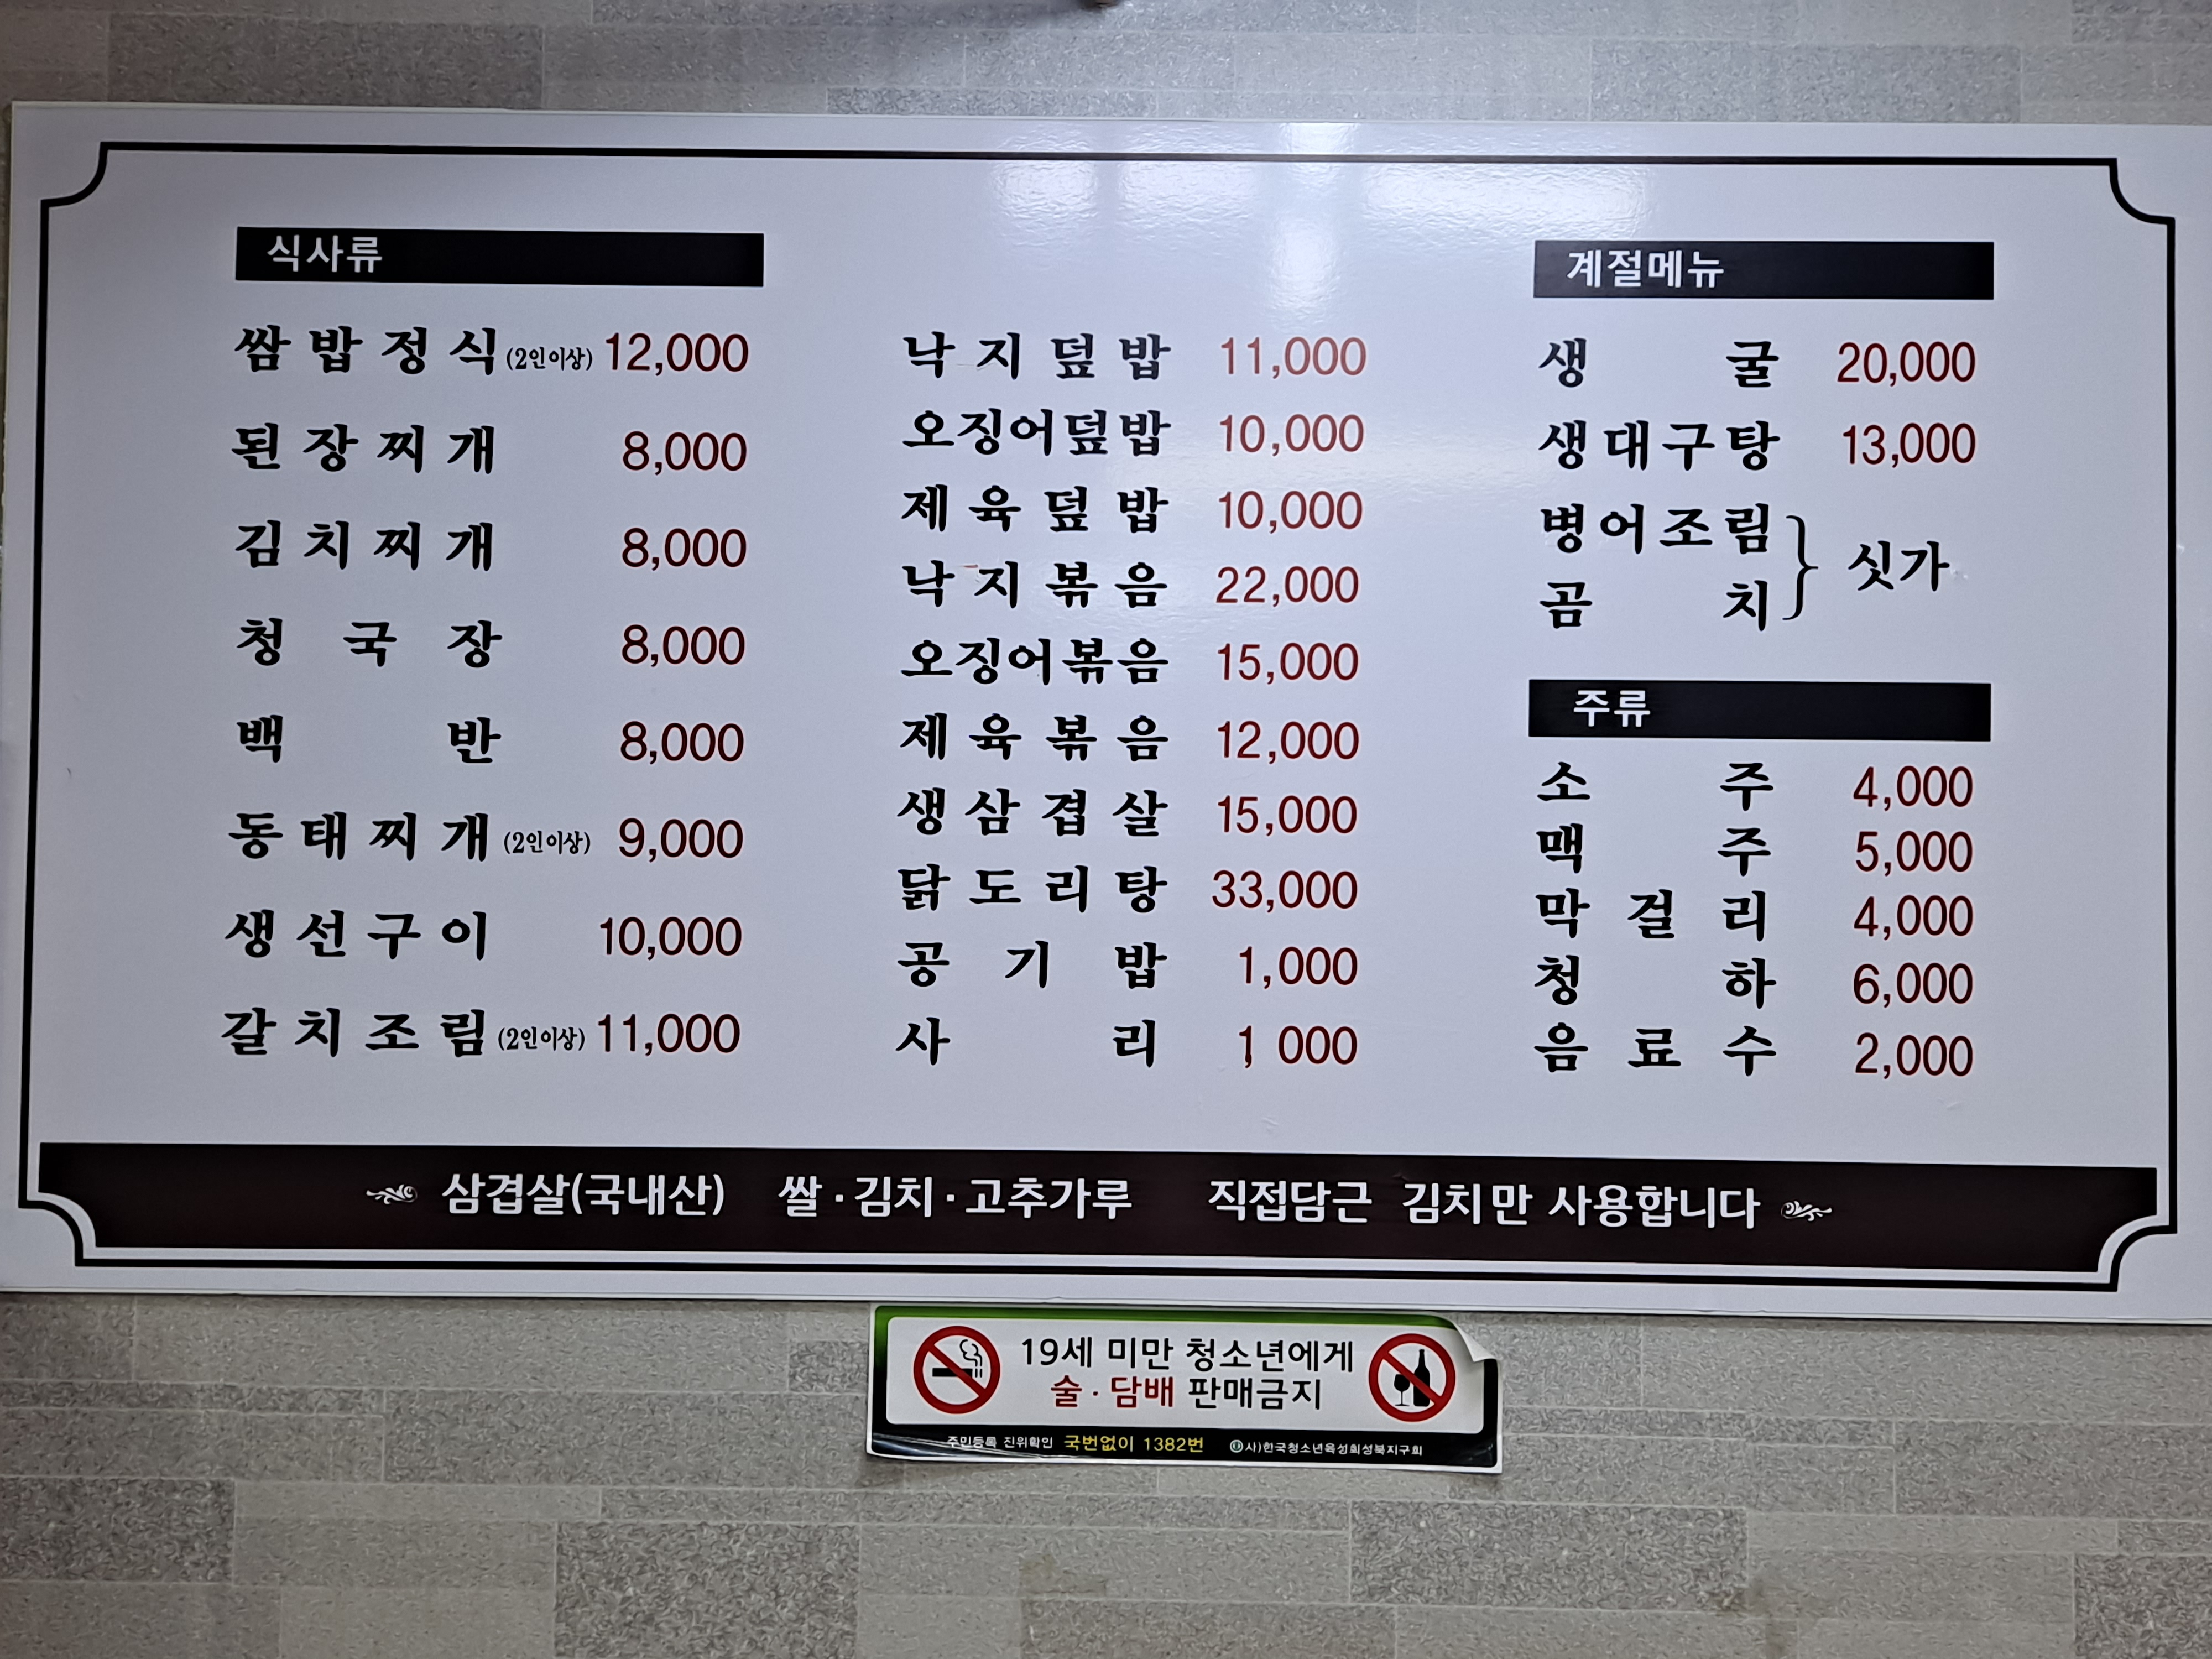 식사류
쌈밥정식(2인이상) 12,000
된장찌개 8,000
김치찌개 8,000
청국장 8,000
백반 8,000
동태찌개(2인이상) 9,000
생선구이 10,000
갈치조림(2인이상) 11,000
낙지덮밥 11,000
오징어덮밥 10,000
제육덮밥 10,000
낙지볶음 22,000
오징어볶음 15,000
제육볶음 12,000
생삼겹살 15,000
닭도리탕 33,000
공기밥 1,000
사리 1,000
계절메뉴
생굴 20,000
생대구탕 13,000
병어조림
곰치
} 싯가
주류
소주 4,000
맥주 5,000
막걸리 4,000
청하 6,000
음료수 2,000
삼겹살(국내산) 쌀·김치·고추가루 직접담근 김치만 사용합니다
19세 미만 청소년에게
술·담배 판매금지
주민등록 진위확인 국번없이 1382번 사)한국청소년육성회성북지구회